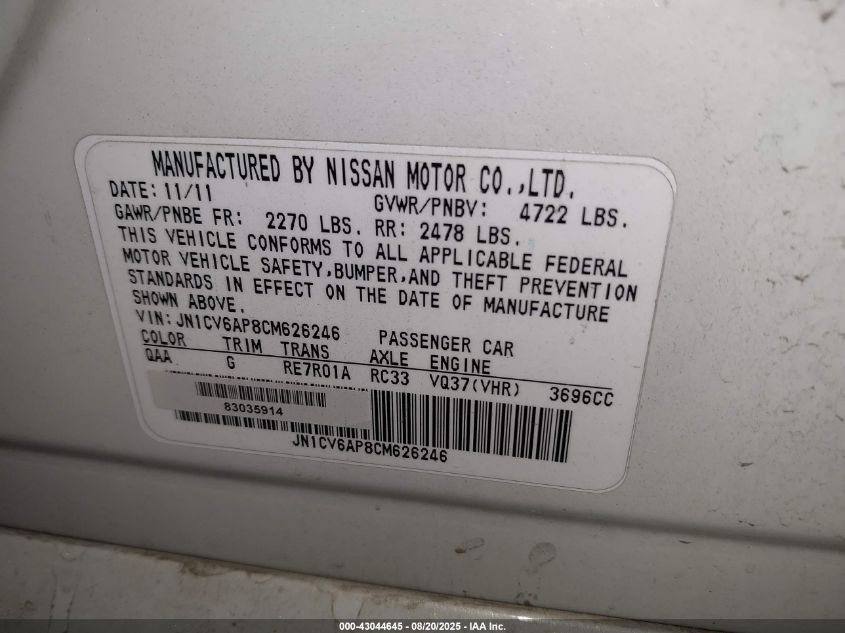 MANUFACTURED BY NISSAN MOTOR CO.,LTD.
DATE: 11/11 GVWR/PNBV: 4722 LBS.
GAWR/PNBE FR: 2270 LBS. RR: 2478 LBS.
THIS VEHICLE CONFORMS TO ALL APPLICABLE FEDERAL
MOTOR VEHICLE SAFETY,BUMPER,AND THEFT PREVENTION
STANDARDS IN EFFECT ON THE DATE OF MANUFACTURE
SHOWN ABOVE.
VIN: JN1CV6AP8CM626246 PASSENGER CAR
COLOR TRIM TRANS AXLE ENGINE
QAA G RE7R01A RC33 VQ37(VHR) 3696CC
83035914
JN1CV6AP8CM626246
000-43044645 - 08/20/2025 - IAA Inc.